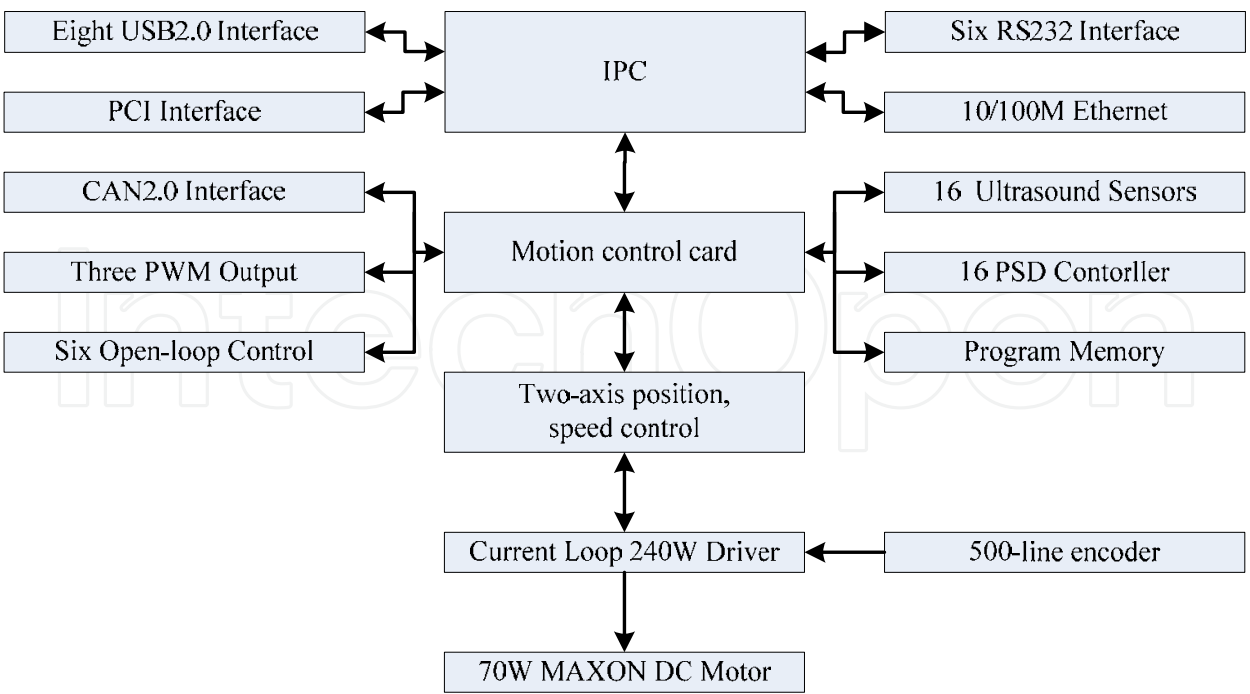 Eight USB2.0 Interface
IPC
Six RS232 Interface
PCI Interface
10/100M Ethernet
CAN2.0 Interface
Motion control card
16 Ultrasound Sensors
Three PWM Output
16 PSD Contorller
Six Open-loop Control
Program Memory
Two-axis position,
speed control
Current Loop 240W Driver
500-line encoder
70W MAXON DC Motor
IntechOpen